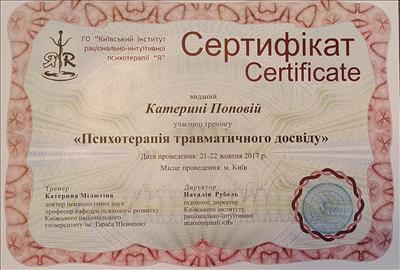 ГО "Київський інститут
раціонально-інтуїтивної
психотерапії "Я"
Сертифікат
Certificate
виданий
Катерині Поповій
учасниці тренінгу
«Психотерапія травматичного досвіду»
Дата проведення: 21-22 жовтня 2017 р.
Місце проведення: м. Київ
Тренер
Катерина Мілютіна
доктор психологічних наук
професор кафедри психології розвитку
Київського національного
університету ім. Тараса Шевченко
Директор
Наталія Рубель
психолог, директор
Київського інституту
раціонально-інтуїтивної
психотерапії «Я»